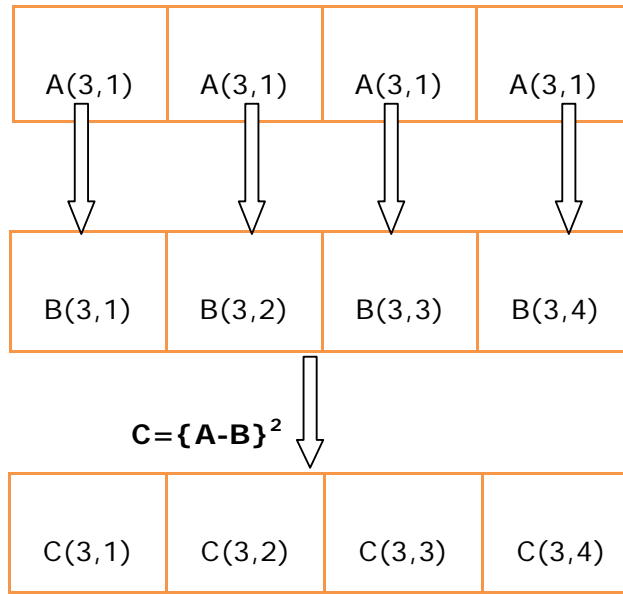 A(3,1) A(3,1) A(3,1) A(3,1)
B(3,1) B(3,2) B(3,3) B(3,4)
C={A-B}²
C(3,1) C(3,2) C(3,3) C(3,4)